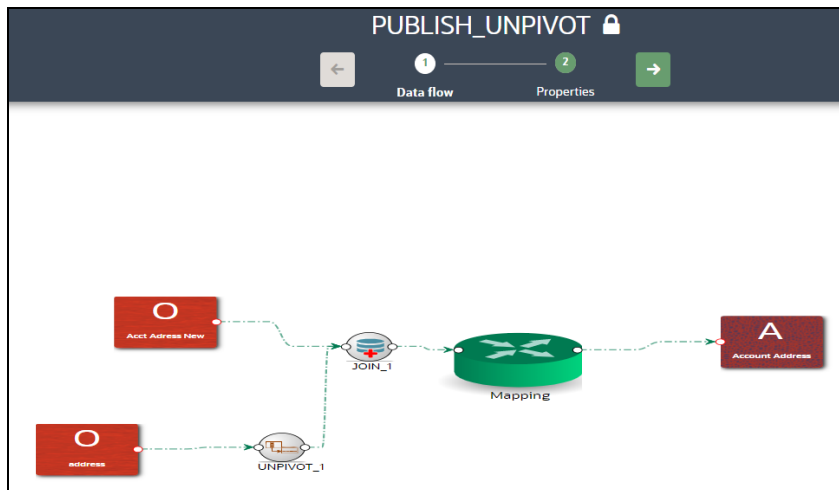 PUBLISH_UNPIVOT
1
2
Data flow
Properties
O
Acct Adress New
A
Account Address
JOIN_1
Mapping
O
address
UNPIVOT_1